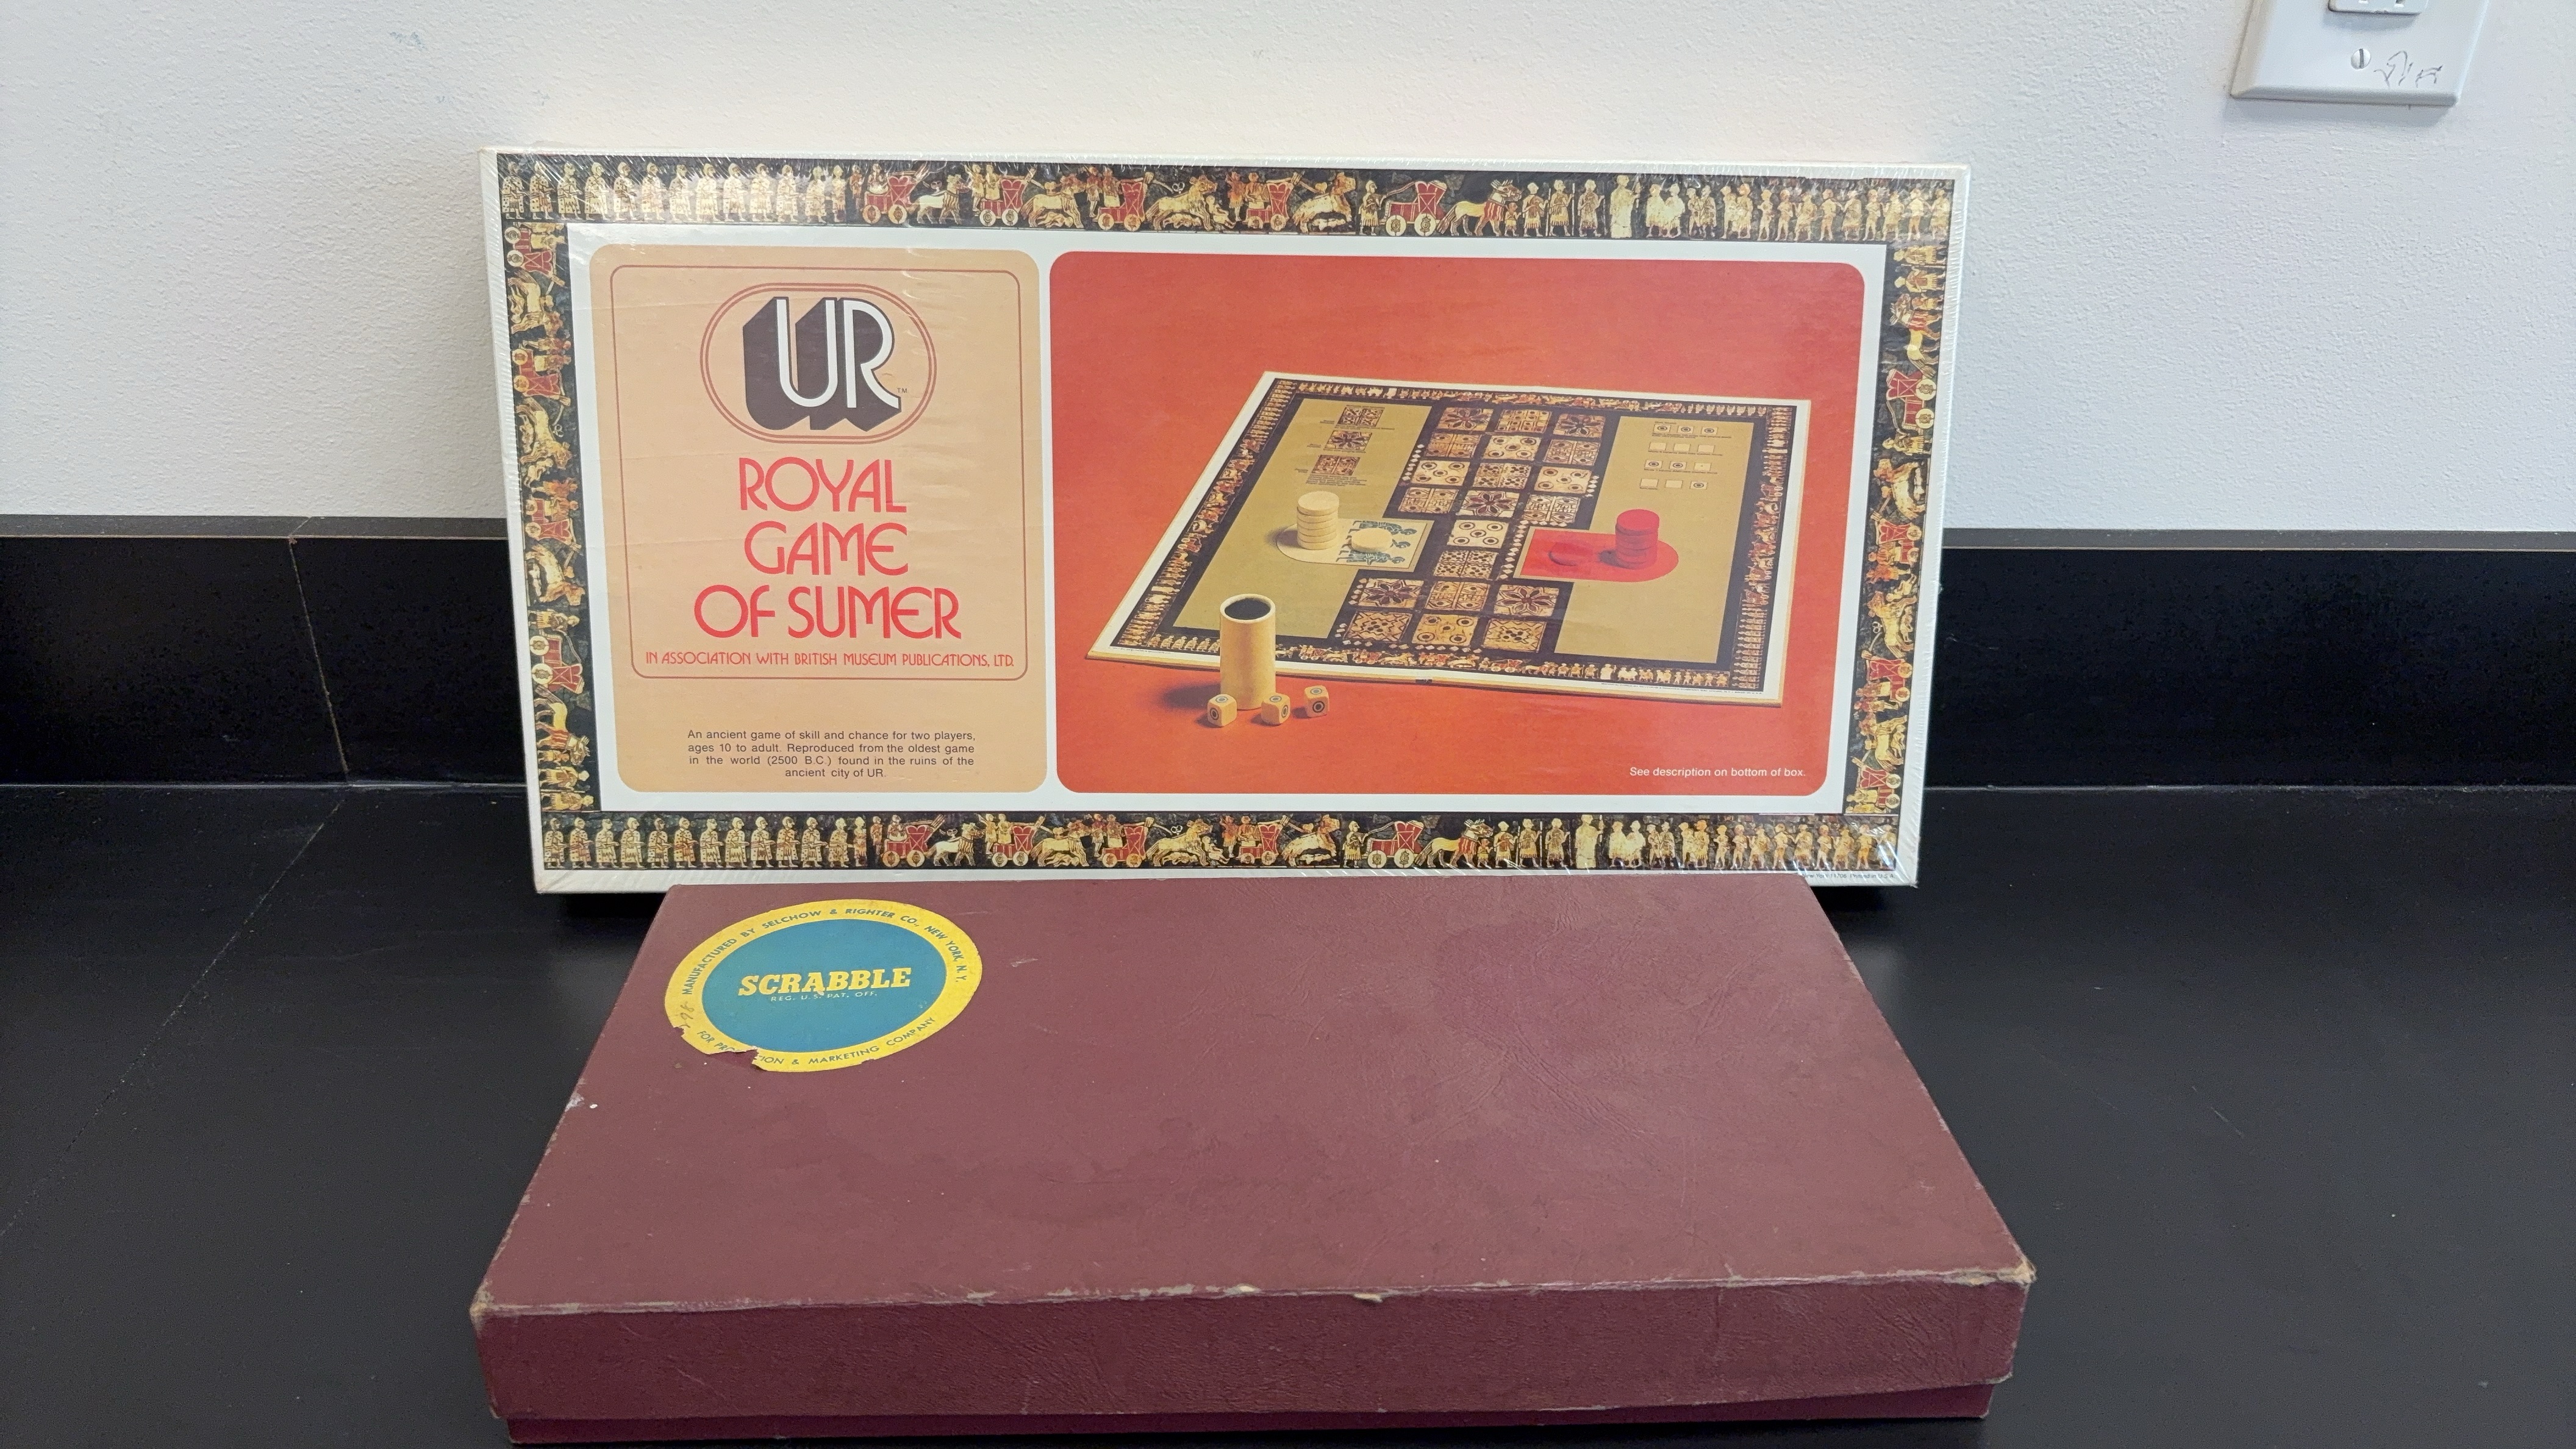 UR
TM
ROYAL
GAME
OF SUMER
IN ASSOCIATION WITH BRITISH MUSEUM PUBLICATIONS, LTD.
An ancient game of skill and chance for two players,
ages 10 to adult. Reproduced from the oldest game
in the world (2500 B.C.) found in the ruins of the
ancient city of UR.
See description on bottom of box.
MANUFACTURED BY SELCHOW & RIGHTER CO., NEW YORK, N.Y.
SCRABBLE
REG. U.S. PAT. OFF.
FOR & MARKETING COMPANY